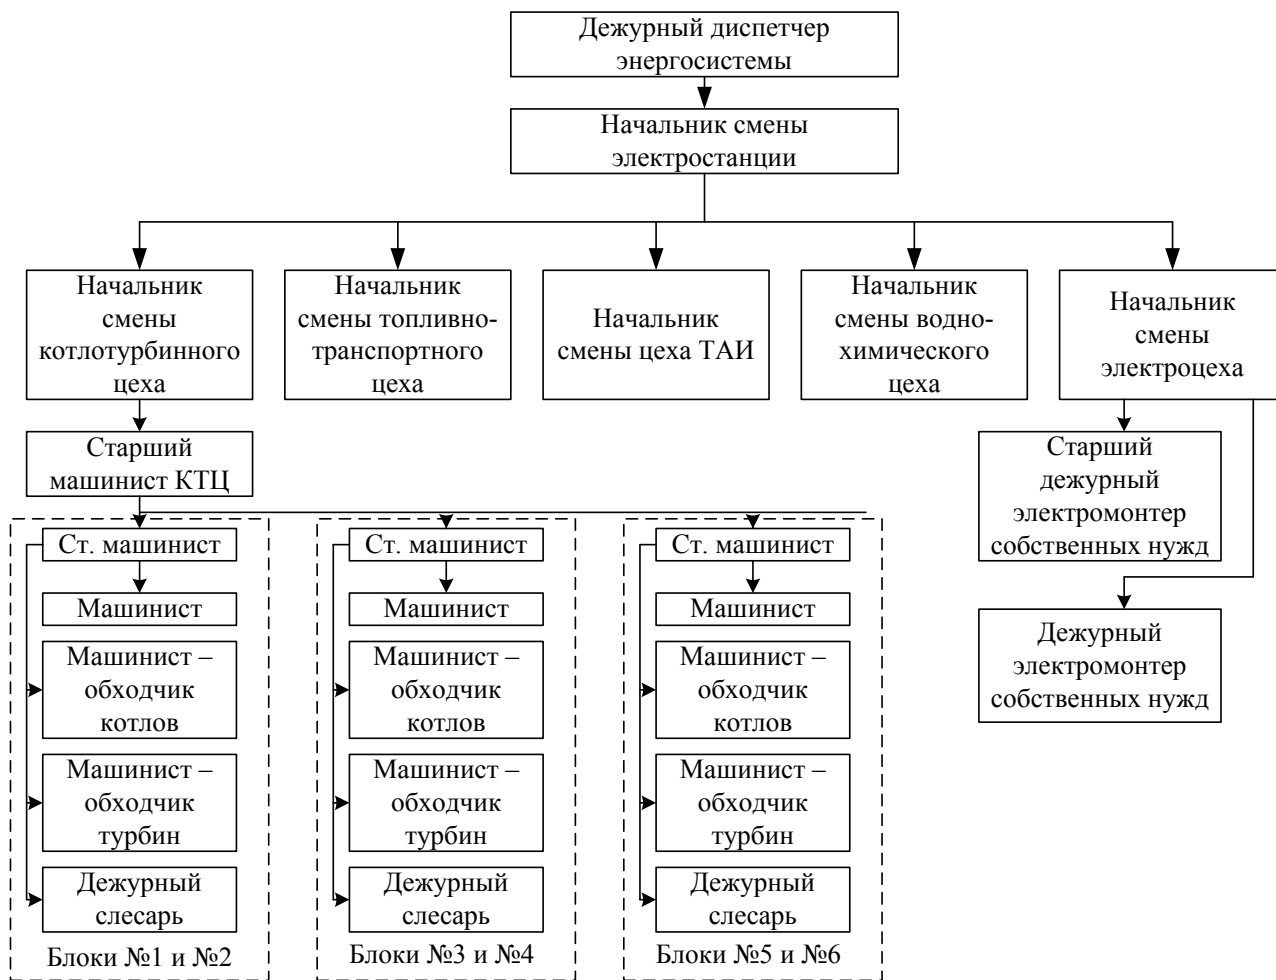 Дежурный диспетчер
энергосистемы
Начальник смены
электростанции
Начальник
смены
котлотурбинного
цеха
Начальник
смены топливно-
транспортного
цеха
Начальник
смены цеха ТАИ
Начальник
смены водно-
химического
цеха
Начальник
смены
электроцеха
Старший
машинист КТЦ
Старший
дежурный
электромонтер
собственных нужд
Дежурный
электромонтер
собственных нужд
Ст. машинист
Машинист
Машинист –
обходчик
котлов
Машинист –
обходчик
турбин
Дежурный
слесарь
Блоки №1 и №2
Ст. машинист
Машинист
Машинист –
обходчик
котлов
Машинист –
обходчик
турбин
Дежурный
слесарь
Блоки №3 и №4
Ст. машинист
Машинист
Машинист –
обходчик
котлов
Машинист –
обходчик
турбин
Дежурный
слесарь
Блоки №5 и №6